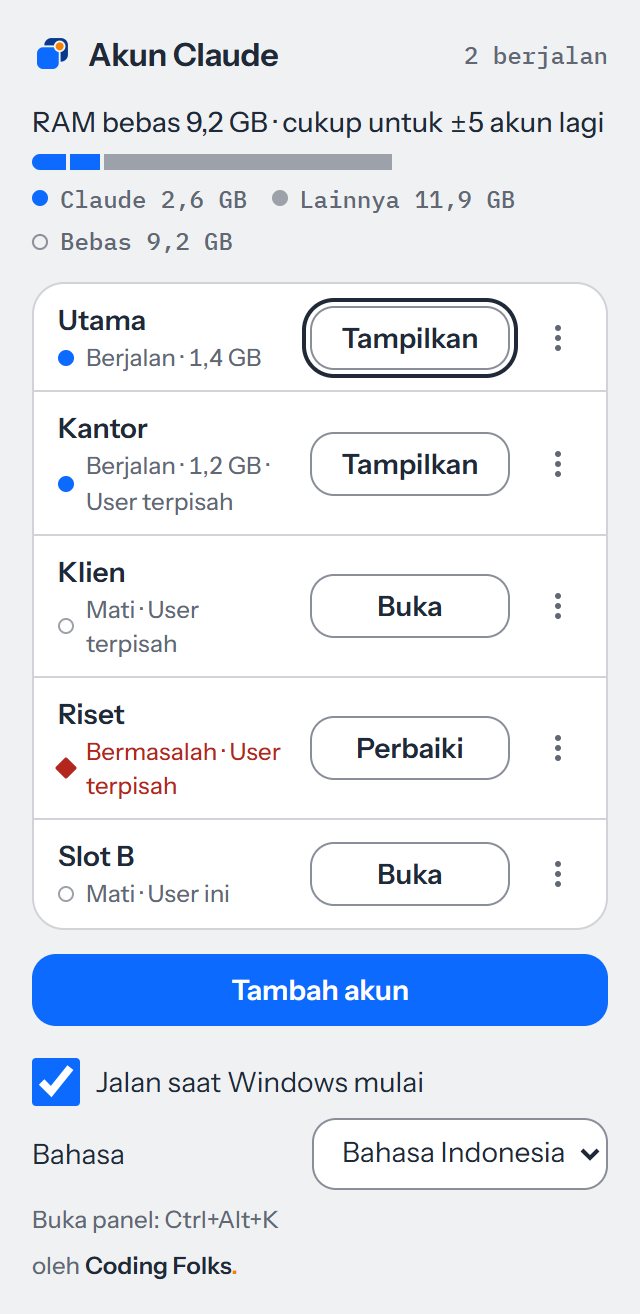 Akun Claude
2 berjalan
RAM bebas 9,2 GB · cukup untuk ±5 akun lagi
Claude 2,6 GB
Lainnya 11,9 GB
Bebas 9,2 GB
Utama
Berjalan · 1,4 GB
Tampilkan
Kantor
Berjalan · 1,2 GB ·
User terpisah
Tampilkan
Klien
Mati · User
terpisah
Buka
Riset
Bermasalah · User
terpisah
Perbaiki
Slot B
Mati · User ini
Buka
Tambah akun
Jalan saat Windows mulai
Bahasa
Bahasa Indonesia
Buka panel: Ctrl+Alt+K
oleh Coding Folks.